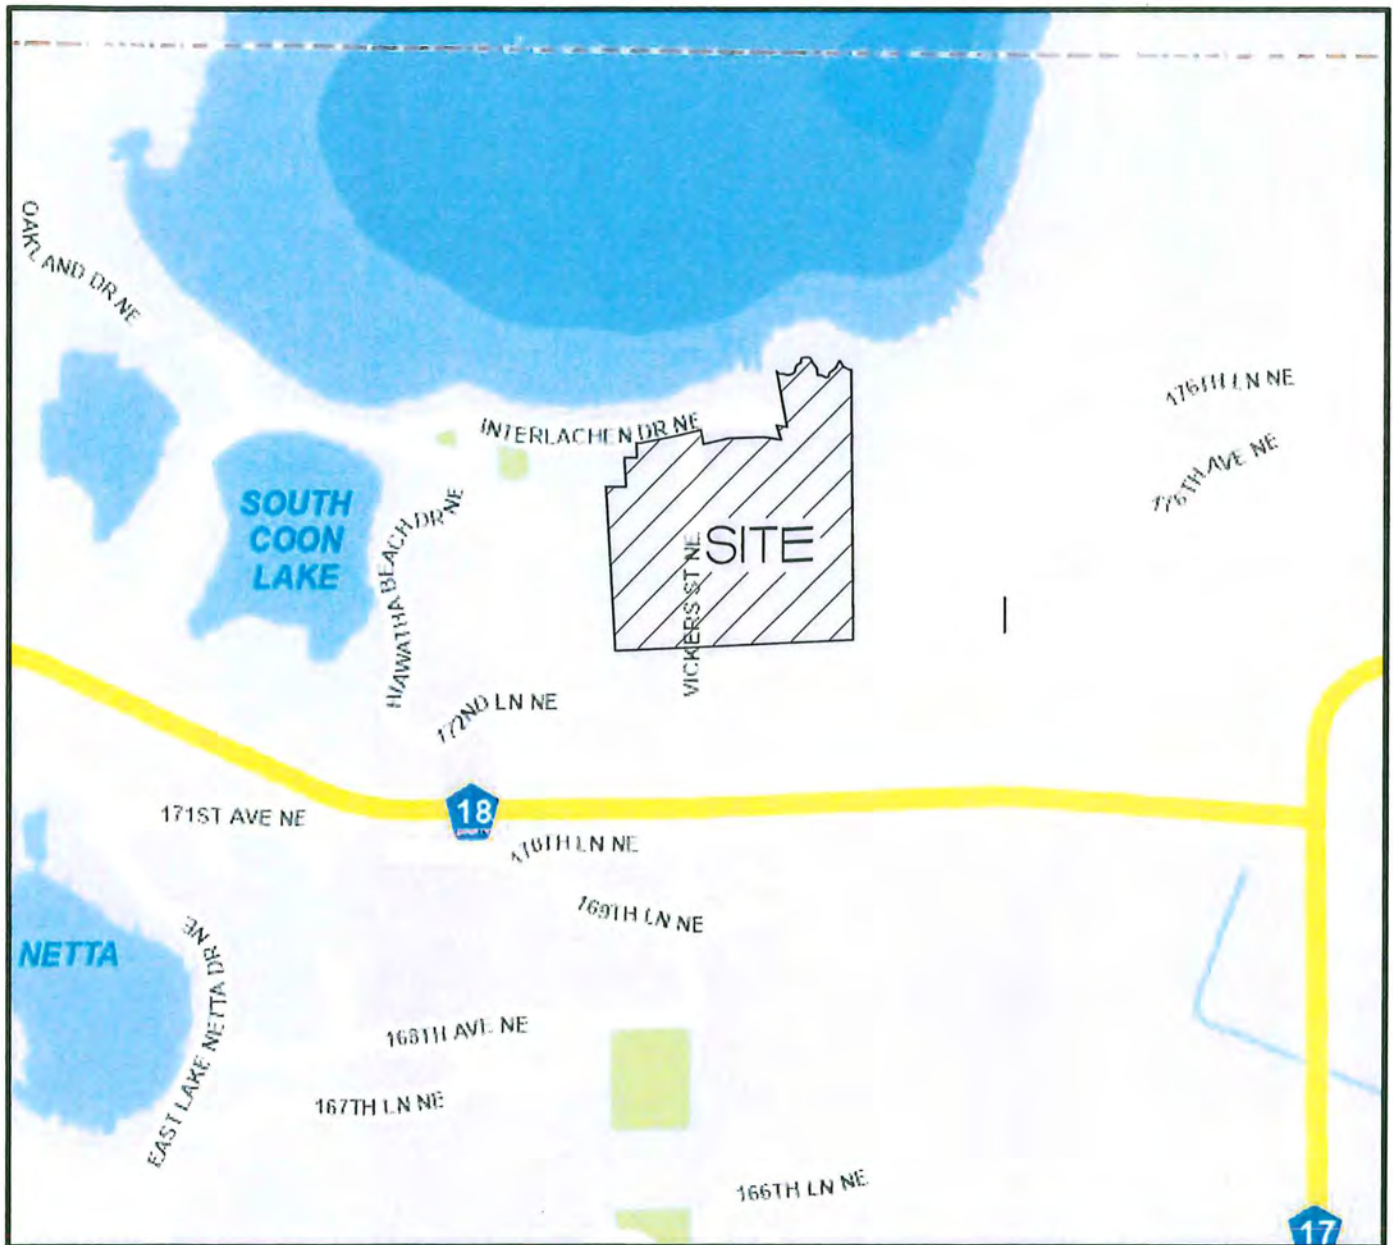 OAKLAND DR NE
176TH LN NE
INTERLACHEN DR NE
176TH AVE NE
SOUTH
COON
LAKE
HIAWATHA BEACH DR NE
SITE
VICKERS ST NE
172ND LN NE
18
COUNTY
171ST AVE NE
170TH LN NE
169TH LN NE
NETTA
EAST LAKE NETTA DR NE
168TH AVE NE
167TH LN NE
166TH LN NE
17